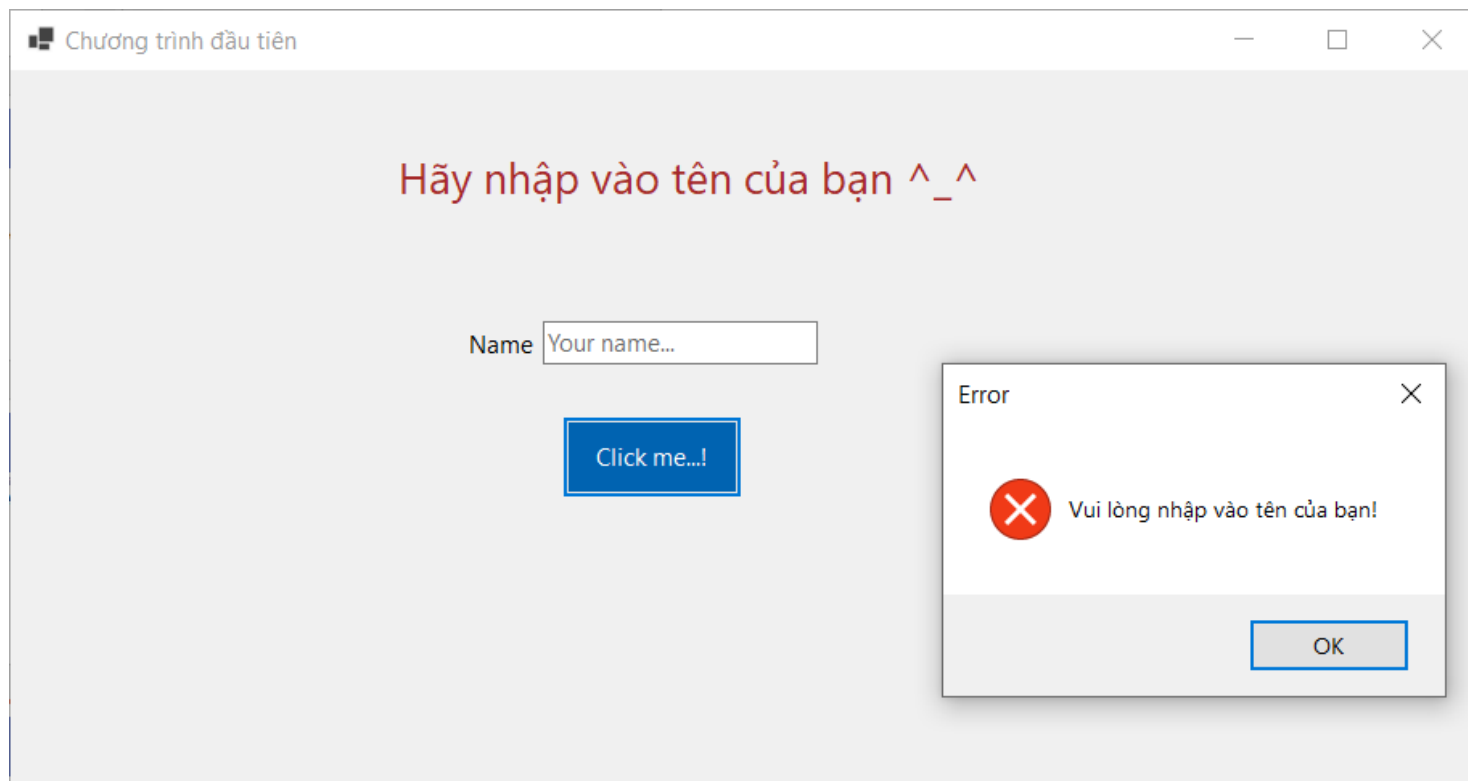 Chương trình đầu tiên
Hãy nhập vào tên của bạn ^_^
Name Your name...
Click me...!
Error
Vui lòng nhập vào tên của bạn!
OK